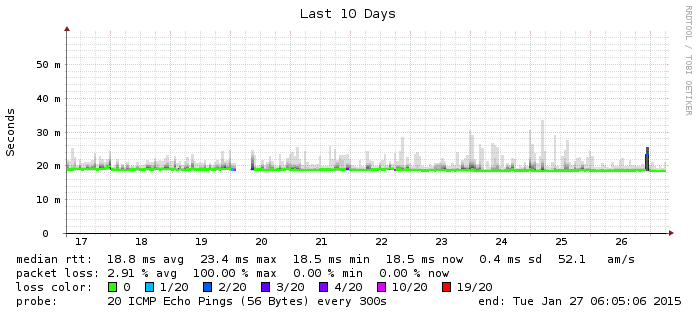 Last 10 Days
RRDTOOL / TOBI OETIKER
Seconds
50 m
40 m
30 m
20 m
10 m
0
17 18 19 20 21 22 23 24 25 26
median rtt: 18.8 ms avg 23.4 ms max 18.5 ms min 18.5 ms now 0.4 ms sd 52.1 am/s
packet loss: 2.91 % avg 100.00 % max 0.00 % min 0.00 % now
loss color: 0 1/20 2/20 3/20 4/20 10/20 19/20
probe: 20 ICMP Echo Pings (56 Bytes) every 300s end: Tue Jan 27 06:05:06 2015